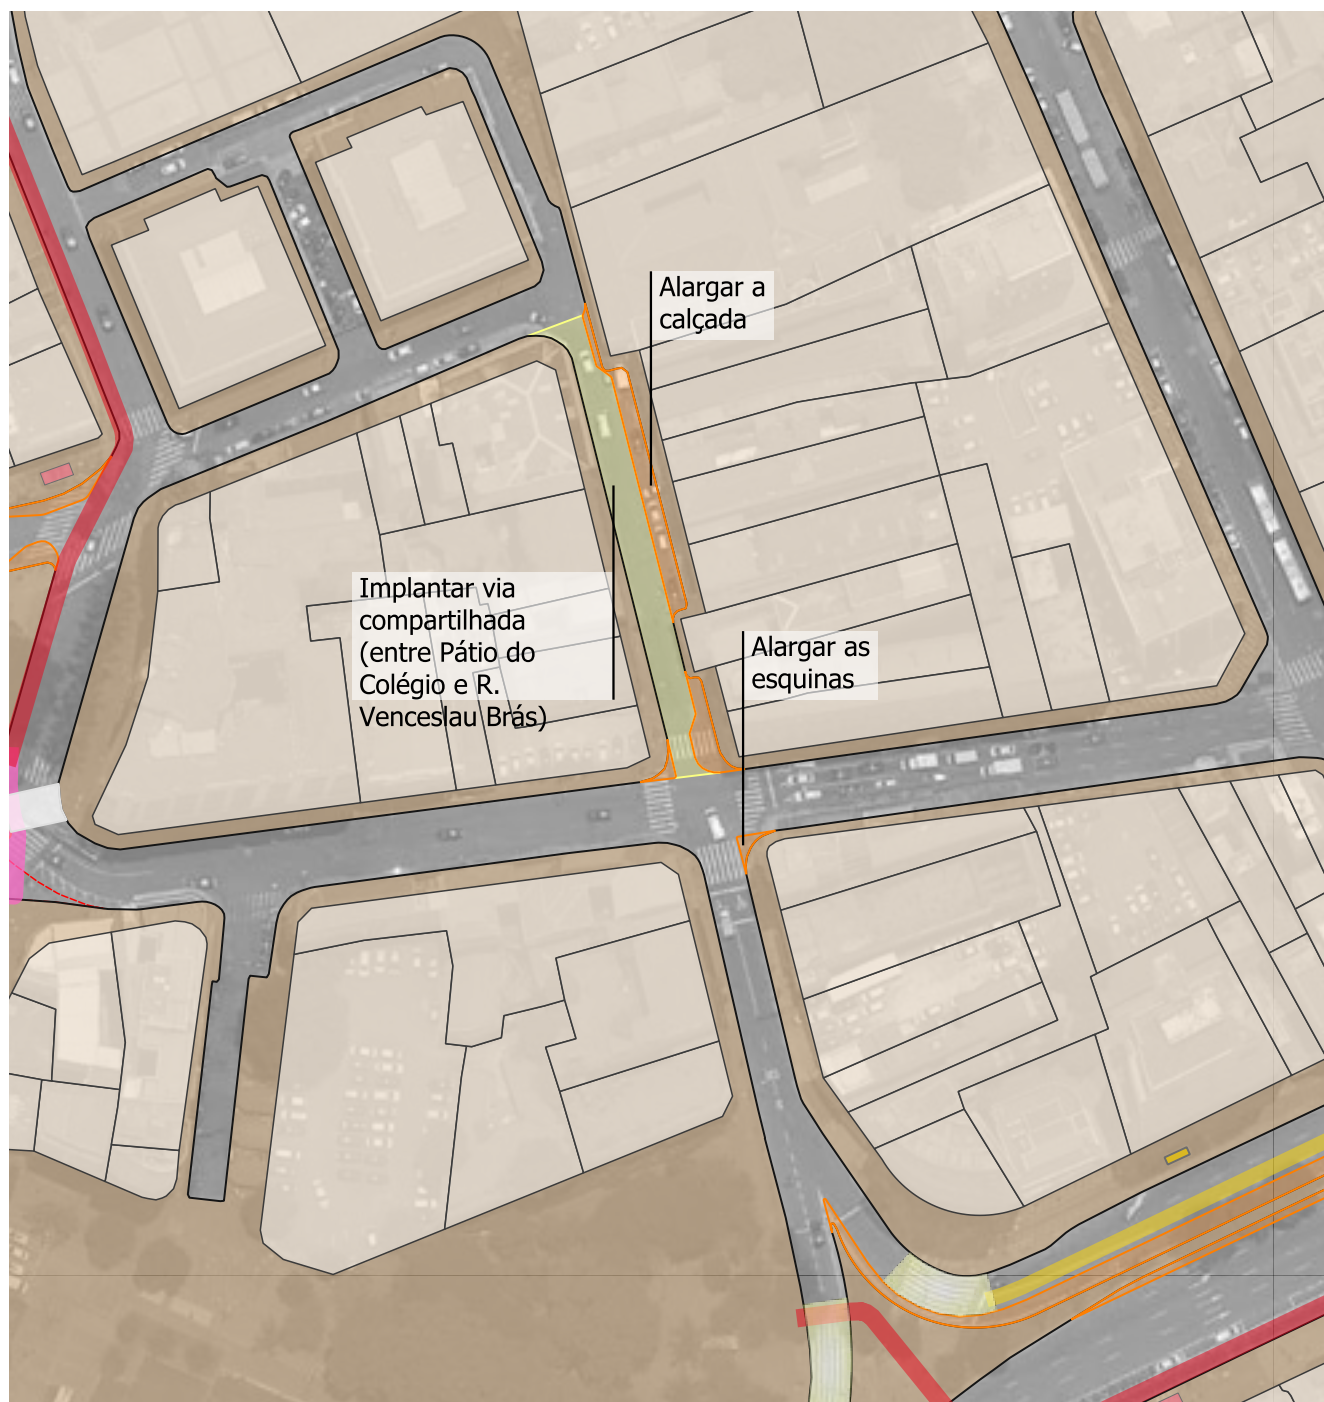 Alargar a
calçada
Implantar via
compartilhada
(entre Pátio do
Colégio e R.
Venceslau Brás)
Alargar as
esquinas